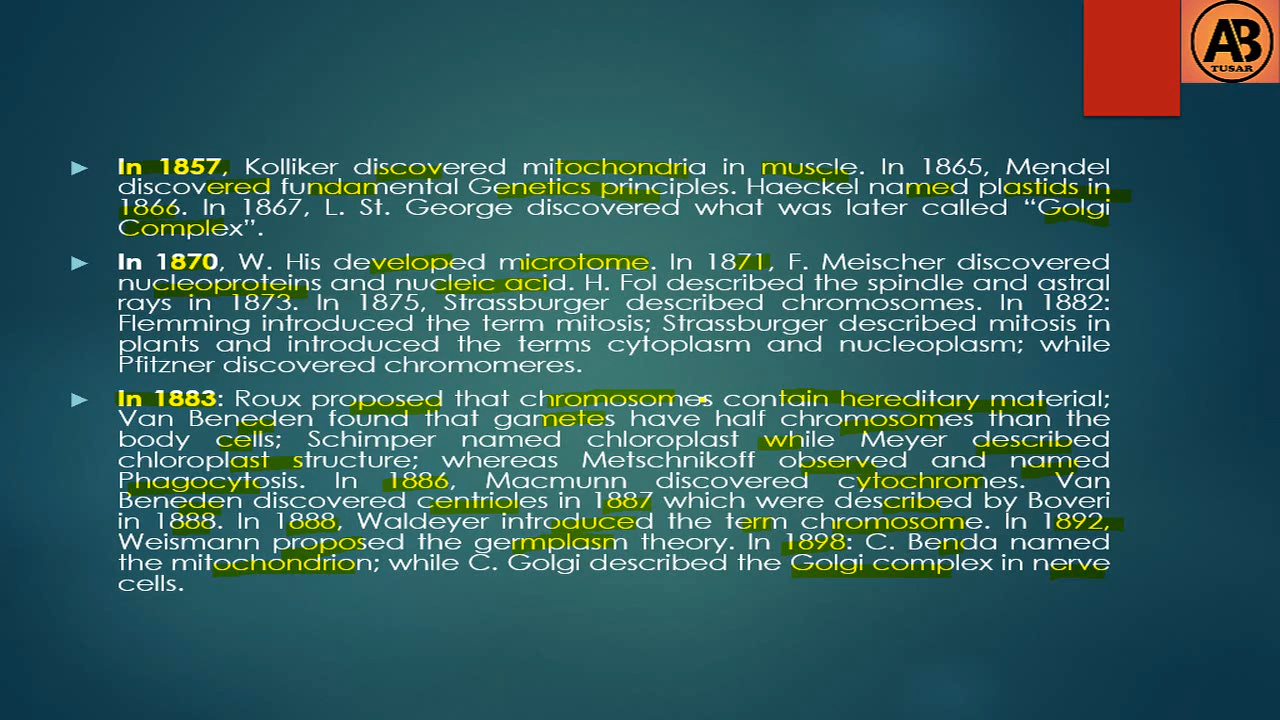 AB
TUSAR
► In 1857, Kolliker discovered mitochondria in muscle. In 1865, Mendel
discovered fundamental Genetics principles. Haeckel named plastids in
1866. In 1867, L. St. George discovered what was later called “Golgi
Complex”.
► In 1870, W. His developed microtome. In 1871, F. Meischer discovered
nucleoproteins and nucleic acid. H. Fol described the spindle and astral
rays in 1873. In 1875, Strassburger described chromosomes. In 1882:
Flemming introduced the term mitosis; Strassburger described mitosis in
plants and introduced the terms cytoplasm and nucleoplasm; while
Pfitzner discovered chromomeres.
► In 1883: Roux proposed that chromosomes contain hereditary material;
Van Beneden found that gametes have half chromosomes than the
body cells; Schimper named chloroplast while Meyer described
chloroplast structure; whereas Metschnikoff observed and named
Phagocytosis. In 1886, Macmunn discovered cytochromes. Van
Beneden discovered centrioles in 1887 which were described by Boveri
in 1888. In 1888, Waldeyer introduced the term chromosome. In 1892,
Weismann proposed the germplasm theory. In 1898: C. Benda named
the mitochondrion; while C. Golgi described the Golgi complex in nerve
cells.